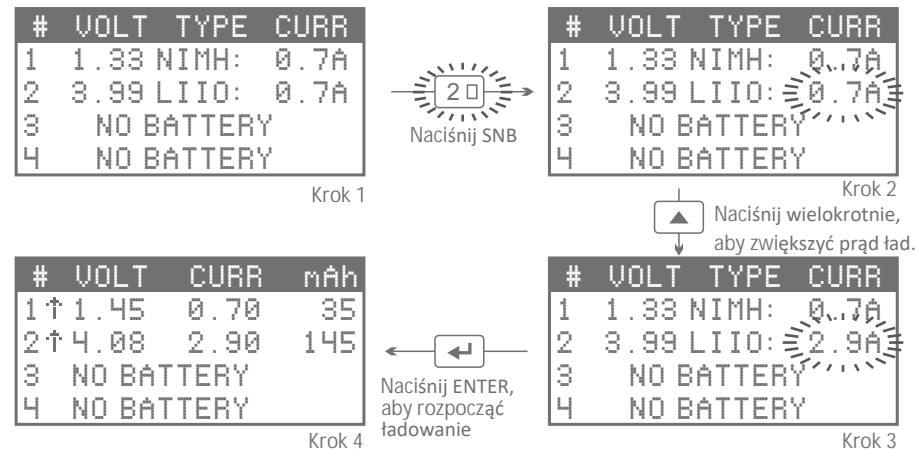 # VOLT TYPE CURR
1 1.33 NIMH: 0.7A
2 3.99 LIIO: 0.7A
3 NO BATTERY
4 NO BATTERY
Krok 1
2
Naciśnij SNB
# VOLT TYPE CURR
1 1.33 NIMH: 0.7A
2 3.99 LIIO: 0.7A
3 NO BATTERY
4 NO BATTERY
Krok 2
Naciśnij wielokrotnie,
aby zwiększyć prąd ład.
# VOLT TYPE CURR
1 1.33 NIMH: 0.7A
2 3.99 LIIO: 2.9A
3 NO BATTERY
4 NO BATTERY
Krok 3
Naciśnij ENTER,
aby rozpocząć
ładowanie
# VOLT CURR mAh
1↑1.45 0.70 35
2↑4.08 2.90 145
3 NO BATTERY
4 NO BATTERY
Krok 4